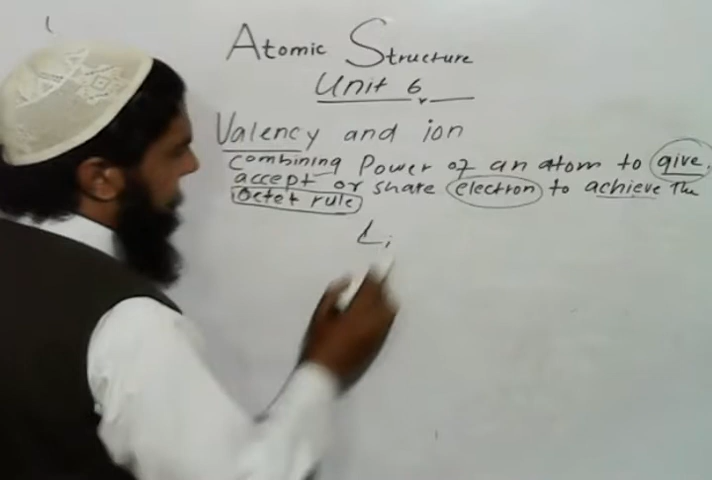 Atomic Structure
Unit 6
Valency and ion
combining Power of an atom to give,
accept or share electron to achieve The
Octet rule
Li